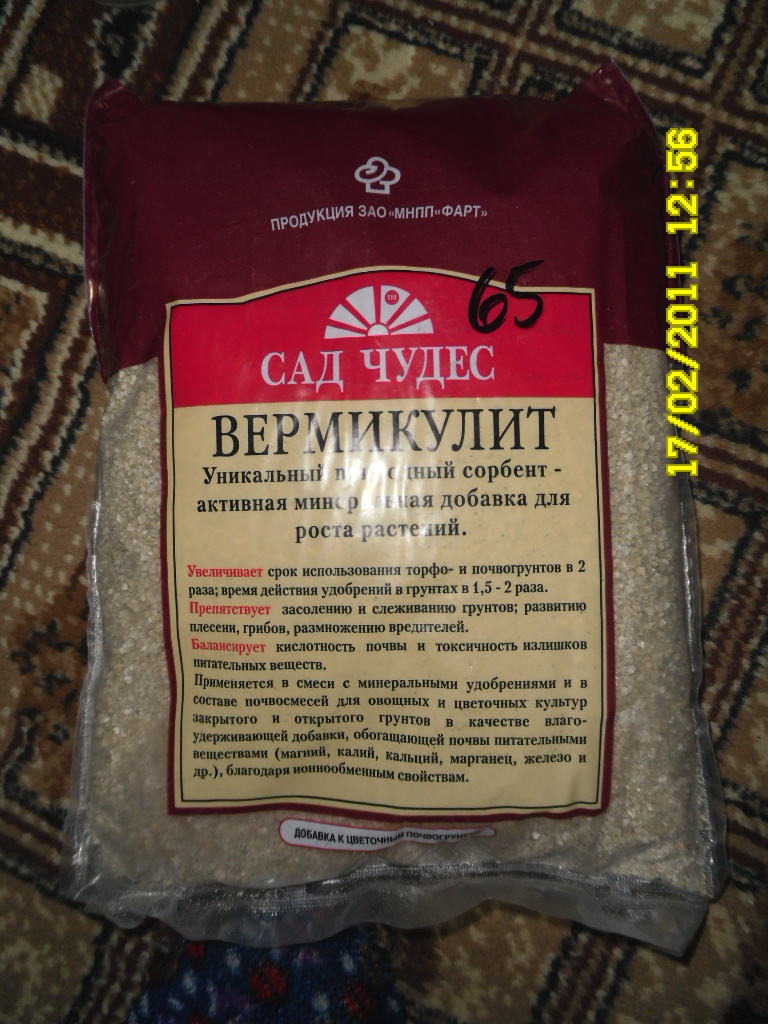 ПРОДУКЦИЯ ЗАО «МНПП«ФАРТ»
65
TM
САД ЧУДЕС
ВЕРМИКУЛИТ
Уникальный природный сорбент -
активная минеральная добавка для
роста растений.
Увеличивает срок использования торфо- и почвогрунтов в 2
раза; время действия удобрений в грунтах в 1,5 - 2 раза.
Препятствует засолению и слеживанию грунтов; развитию
плесени, грибов, размножению вредителей.
Балансирует кислотность почвы и токсичность излишков
питательных веществ.
Применяется в смеси с минеральными удобрениями и в
составе почвосмесей для овощных и цветочных культур
закрытого и открытого грунтов в качестве влаго-
удерживающей добавки, обогащающей почвы питательными
веществами (магний, калий, кальций, марганец, железо и
др.), благодаря ионнообменным свойствам.
ДОБАВКА К ЦВЕТОЧНЫМ
17/02/2011 12:56